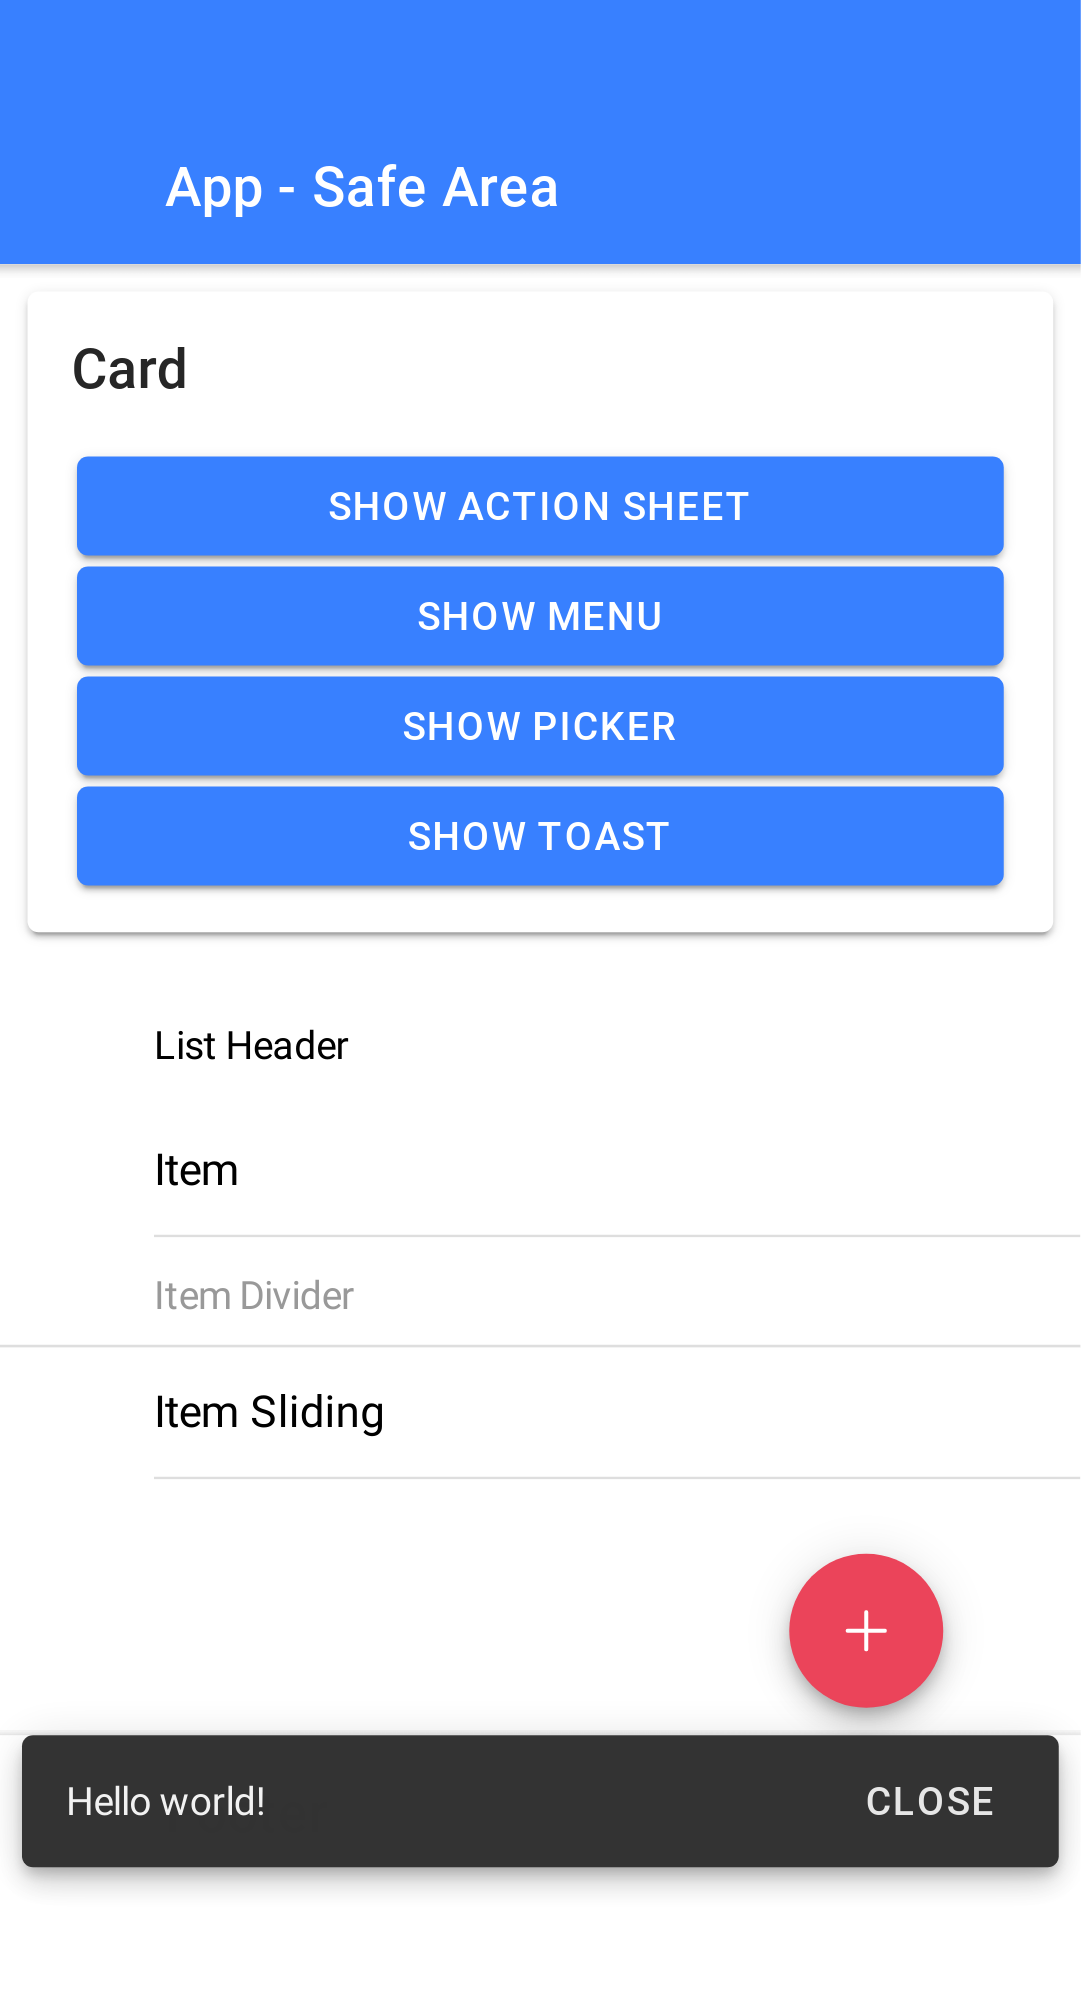 App - Safe Area
Card
SHOW ACTION SHEET
SHOW MENU
SHOW PICKER
SHOW TOAST
List Header
Item
Item Divider
Item Sliding
Hello world!
CLOSE